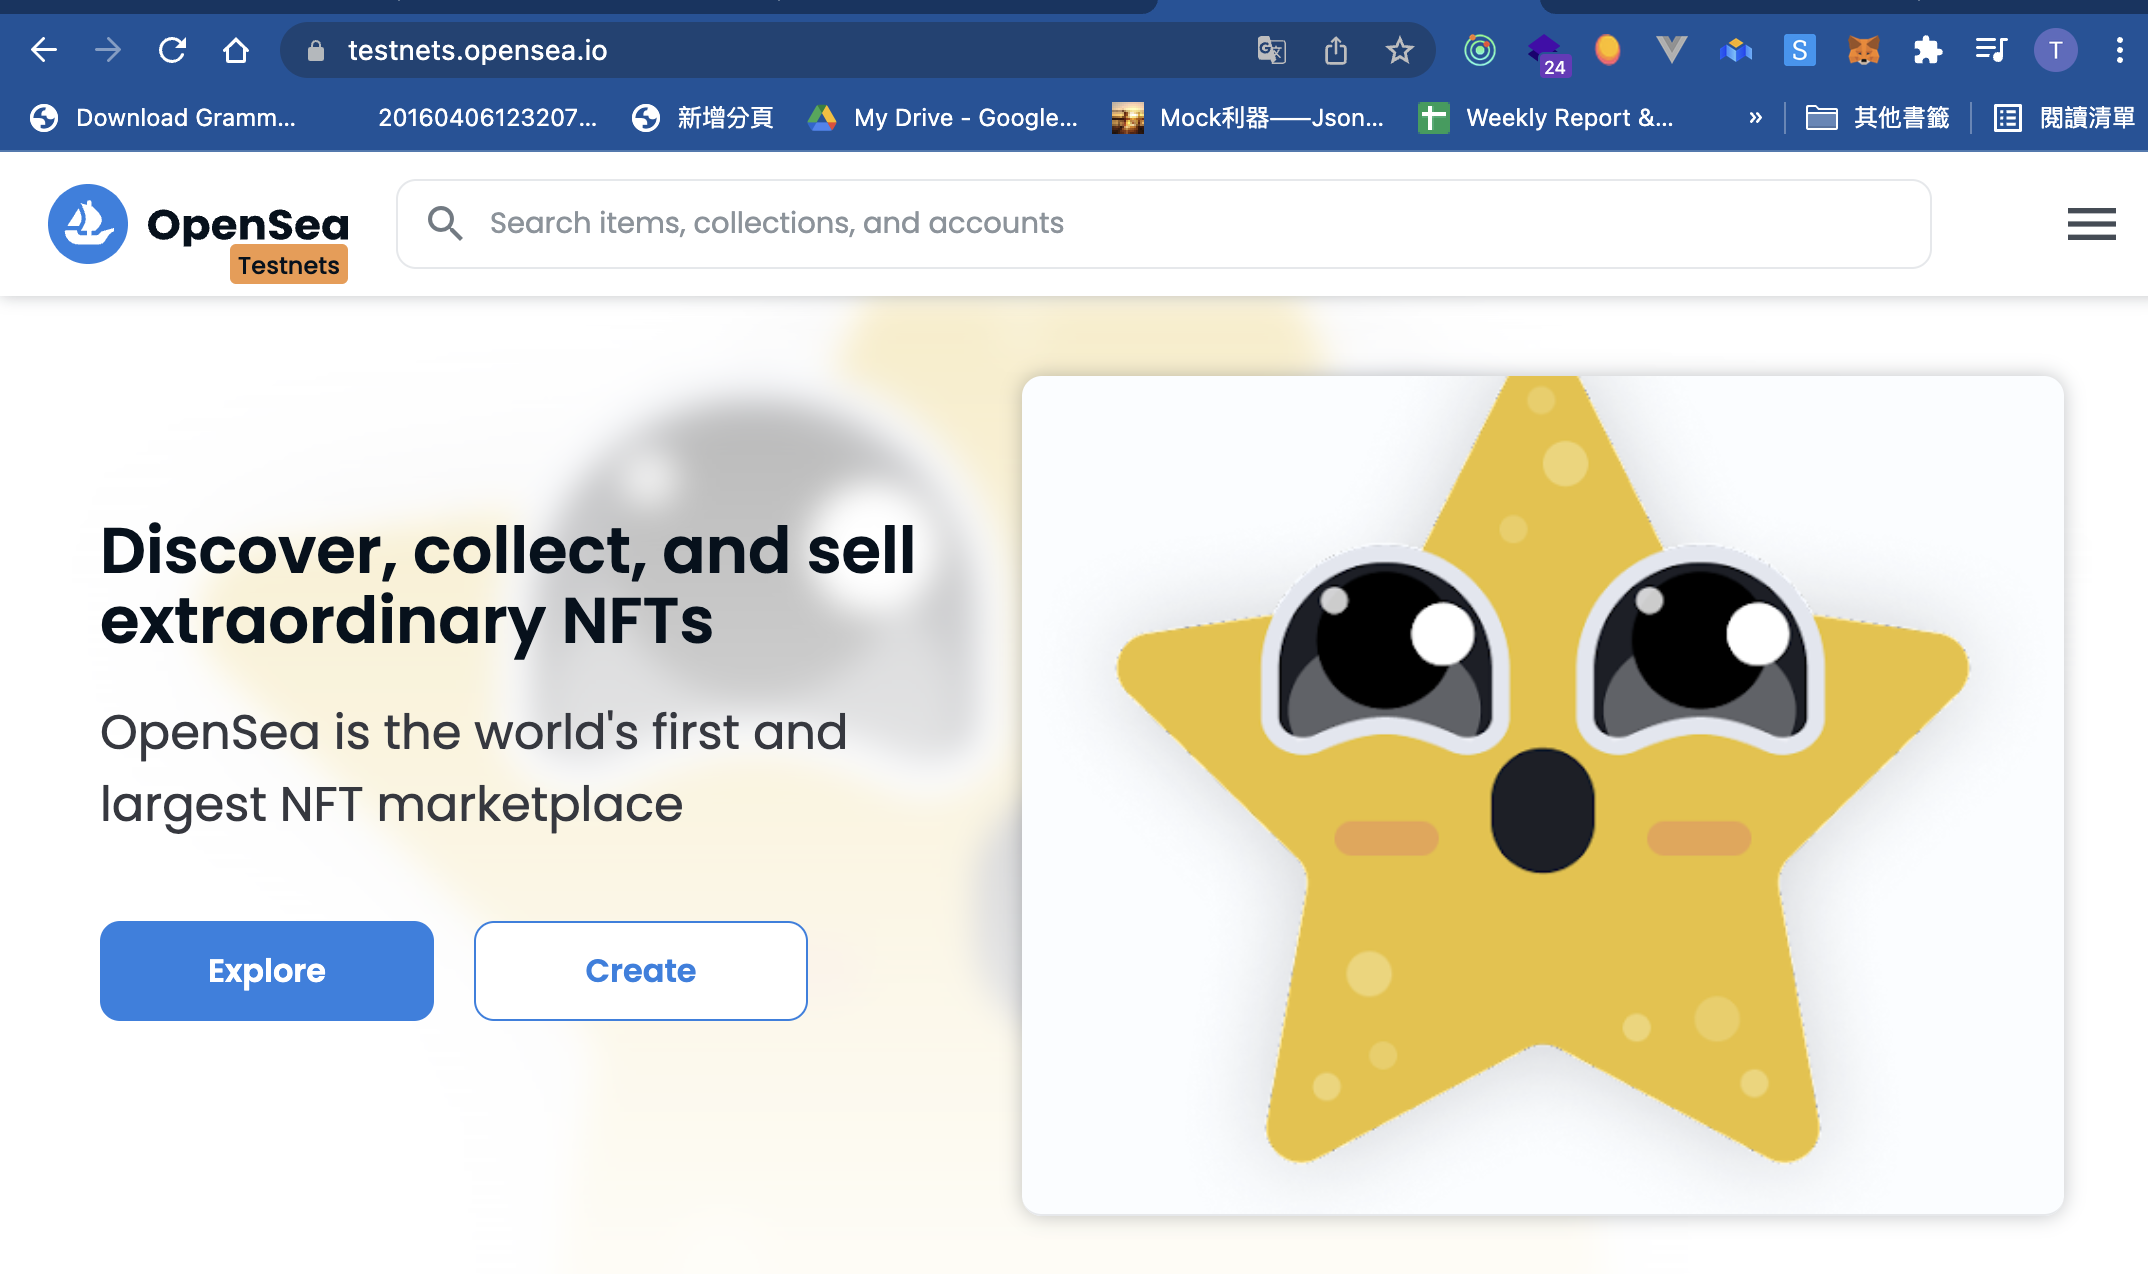 testnets.opensea.io
24
S
T
Download Gramm...
20160406123207...
新增分頁
My Drive - Google...
Mock利器——Json...
Weekly Report &...
»
其他書籤
閱讀清單
OpenSea
Testnets
Search items, collections, and accounts
Discover, collect, and sell
extraordinary NFTs
OpenSea is the world's first and
largest NFT marketplace
Explore
Create